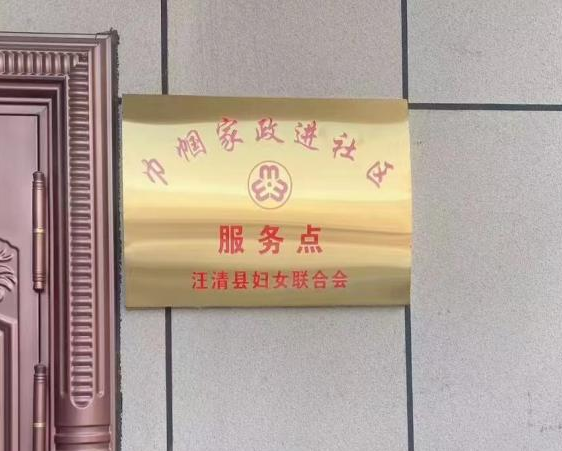 巾帼家政进社区
服务点
汪清县妇女联合会